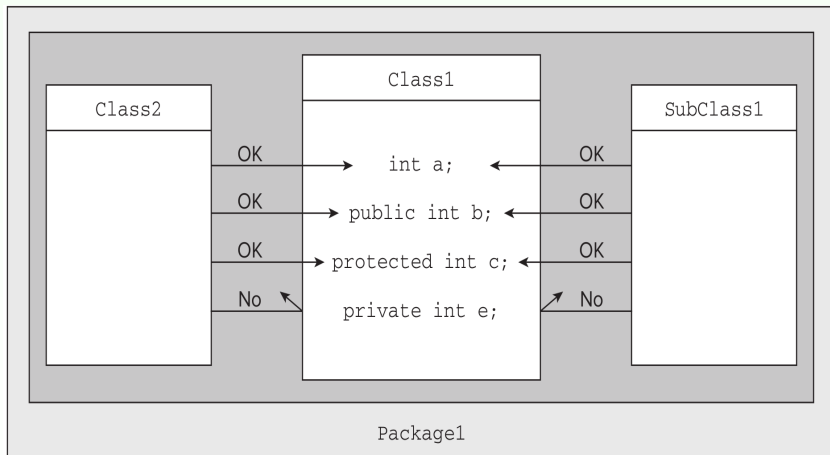 Class1
Class2
SubClass1
OK
int a;
OK
OK
public int b;
OK
OK
protected int c;
OK
No
private int e;
No
Package1